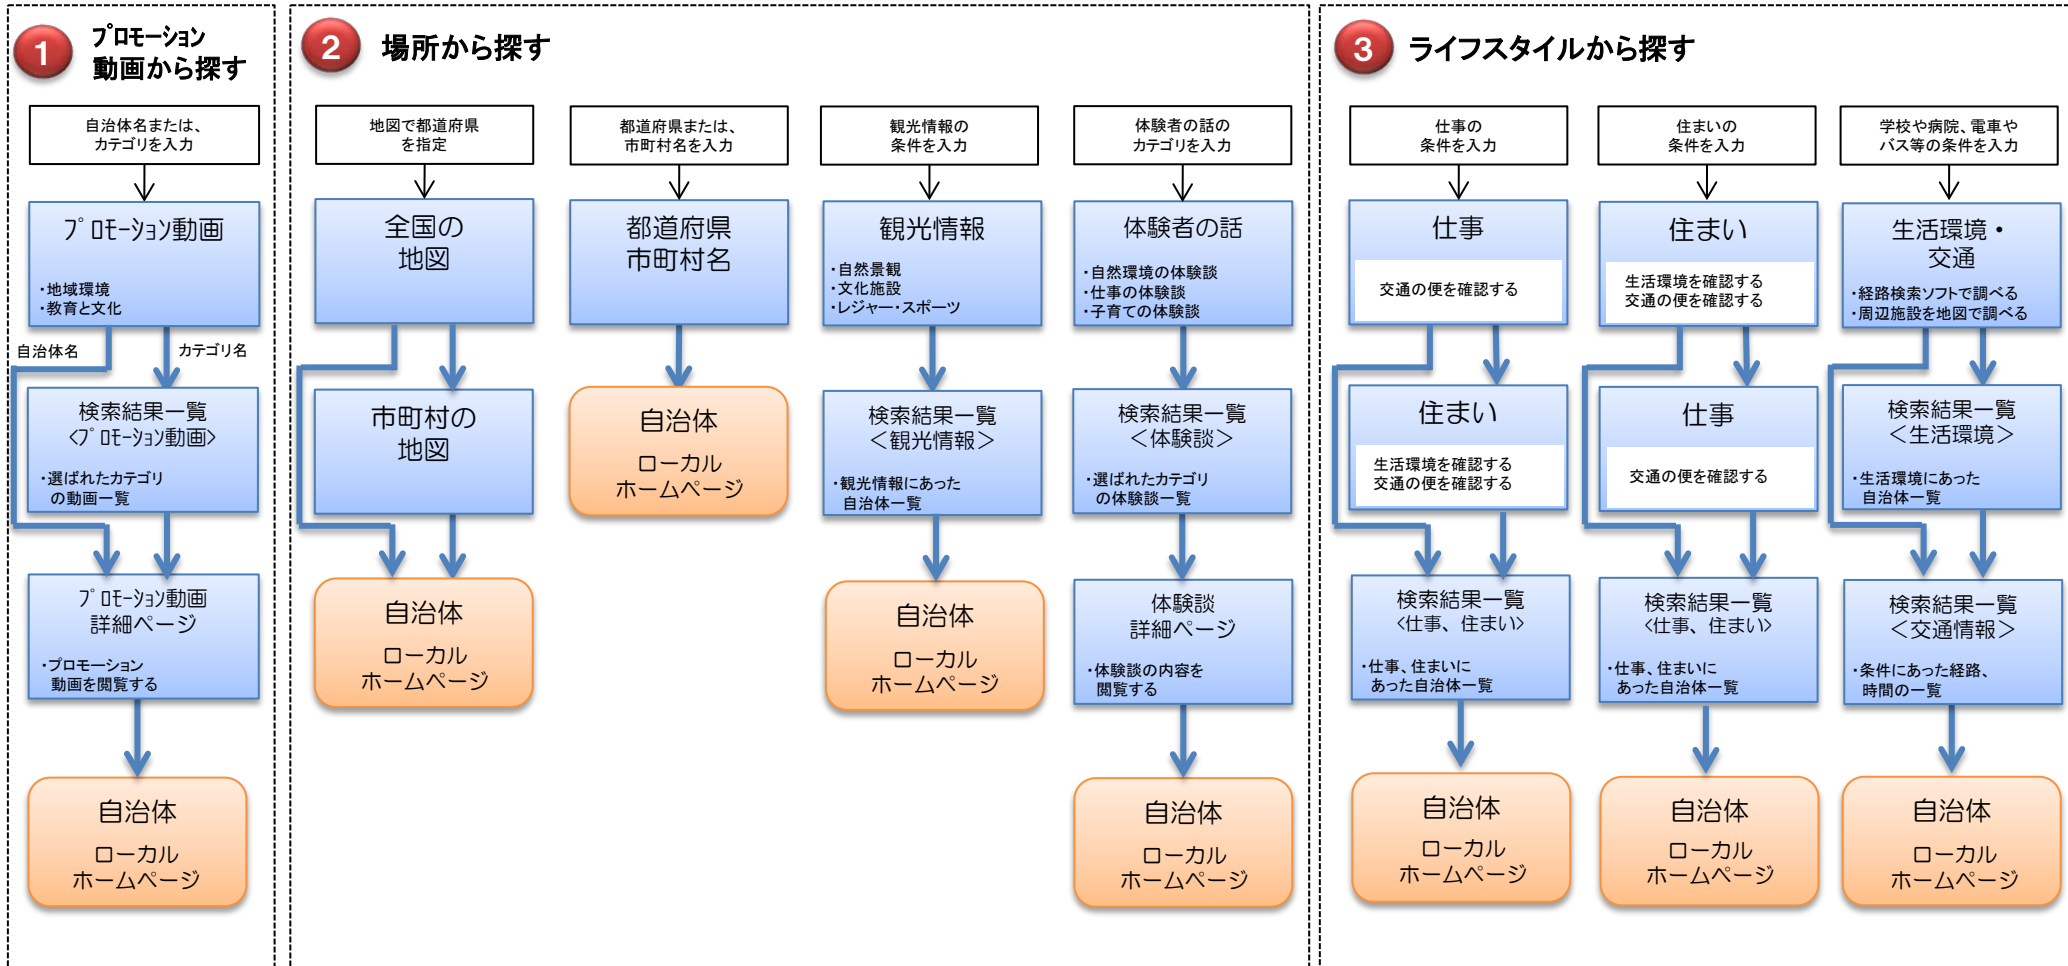 1
プロモーション
動画から探す
自治体名または、
カテゴリを入力
プロモーション動画
・地域環境
・教育と文化
自治体名
カテゴリ名
検索結果一覧
<プロモーション動画>
・選ばれたカテゴリ
の動画一覧
プロモーション動画
詳細ページ
・プロモーション
動画を閲覧する
自治体
ローカル
ホームページ
2
場所から探す
地図で都道府県
を指定
全国の
地図
市町村の
地図
自治体
ローカル
ホームページ
都道府県または、
市町村名を入力
都道府県
市町村名
自治体
ローカル
ホームページ
観光情報の
条件を入力
観光情報
・自然景観
・文化施設
・レジャー・スポーツ
検索結果一覧
＜観光情報＞
・観光情報にあった
自治体一覧
自治体
ローカル
ホームページ
体験者の話の
カテゴリを入力
体験者の話
・自然環境の体験談
・仕事の体験談
・子育ての体験談
検索結果一覧
＜体験談＞
・選ばれたカテゴリ
の体験談一覧
体験談
詳細ページ
・体験談の内容を
閲覧する
自治体
ローカル
ホームページ
3
ライフスタイルから探す
仕事の
条件を入力
仕事
交通の便を確認する
住まい
生活環境を確認する
交通の便を確認する
検索結果一覧
<仕事、住まい>
・仕事、住まいに
あった自治体一覧
自治体
ローカル
ホームページ
住まいの
条件を入力
住まい
生活環境を確認する
交通の便を確認する
仕事
交通の便を確認する
検索結果一覧
<仕事、住まい>
・仕事、住まいに
あった自治体一覧
自治体
ローカル
ホームページ
学校や病院、電車や
バス等の条件を入力
生活環境・
交通
・経路検索ソフトで調べる
・周辺施設を地図で調べる
検索結果一覧
＜生活環境＞
・生活環境にあった
自治体一覧
検索結果一覧
＜交通情報＞
・条件にあった経路、
時間の一覧
自治体
ローカル
ホームページ